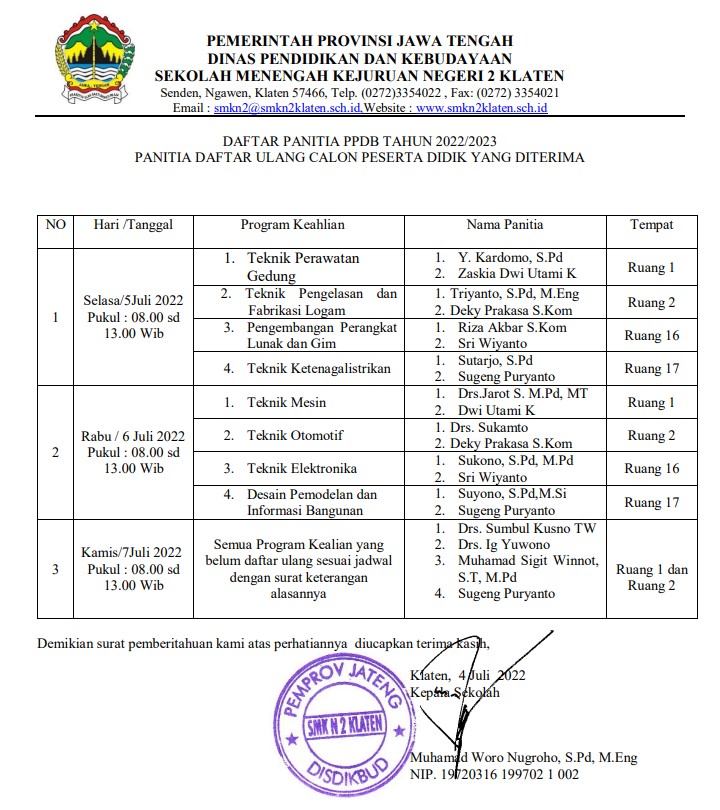 PEMERINTAH PROVINSI JAWA TENGAH
DINAS PENDIDIKAN DAN KEBUDAYAAN
SEKOLAH MENENGAH KEJURUAN NEGERI 2 KLATEN
Senden, Ngawen, Klaten 57466, Telp. (0272)3354022 , Fax: (0272) 3354021
Email : smkn2@smkn2klaten.sch.id,Website : www.smkn2klaten.sch.id
DAFTAR PANITIA PPDB TAHUN 2022/2023
PANITIA DAFTAR ULANG CALON PESERTA DIDIK YANG DITERIMA
NO Hari /Tanggal Program Keahlian Nama Panitia Tempat
1
Selasa/5Juli 2022
Pukul : 08.00 sd
13.00 Wib
1. Teknik Perawatan
Gedung
1. Y. Kardomo, S.Pd
2. Zaskia Dwi Utami K
Ruang 1
2. Teknik Pengelasan dan
Fabrikasi Logam
1. Triyanto, S.Pd, M.Eng
2. Deky Prakasa S.Kom
Ruang 2
3. Pengembangan Perangkat
Lunak dan Gim
1. Riza Akbar S.Kom
2. Sri Wiyanto
Ruang 16
4. Teknik Ketenagalistrikan
1. Sutarjo, S.Pd
2. Sugeng Puryanto
Ruang 17
2
Rabu / 6 Juli 2022
Pukul : 08.00 sd
13.00 Wib
1. Teknik Mesin
1. Drs.Jarot S. M.Pd, MT
2. Dwi Utami K
Ruang 1
2. Teknik Otomotif
1. Drs. Sukamto
2. Deky Prakasa S.Kom
Ruang 2
3. Teknik Elektronika
1. Sukono, S.Pd, M.Pd
2. Sri Wiyanto
Ruang 16
4. Desain Pemodelan dan
Informasi Bangunan
1. Suyono, S.Pd,M.Si
2. Sugeng Puryanto
Ruang 17
3
Kamis/7Juli 2022
Pukul : 08.00 sd
13.00 Wib
Semua Program Kealian yang
belum daftar ulang sesuai jadwal
dengan surat keterangan
alasannya
1. Drs. Sumbul Kusno TW
2. Drs. Ig Yuwono
3. Muhamad Sigit Winnot,
S.T, M.Pd
4. Sugeng Puryanto
Ruang 1 dan
Ruang 2
Demikian surat pemberitahuan kami atas perhatiannya diucapkan terima kasih,
Klaten, 4 Juli 2022
Kepala Sekolah
PEMPROV JATENG
SMK N 2 KLATEN
DISDIKBUD
Muhamad Woro Nugroho, S.Pd, M.Eng
NIP. 19720316 199702 1 002